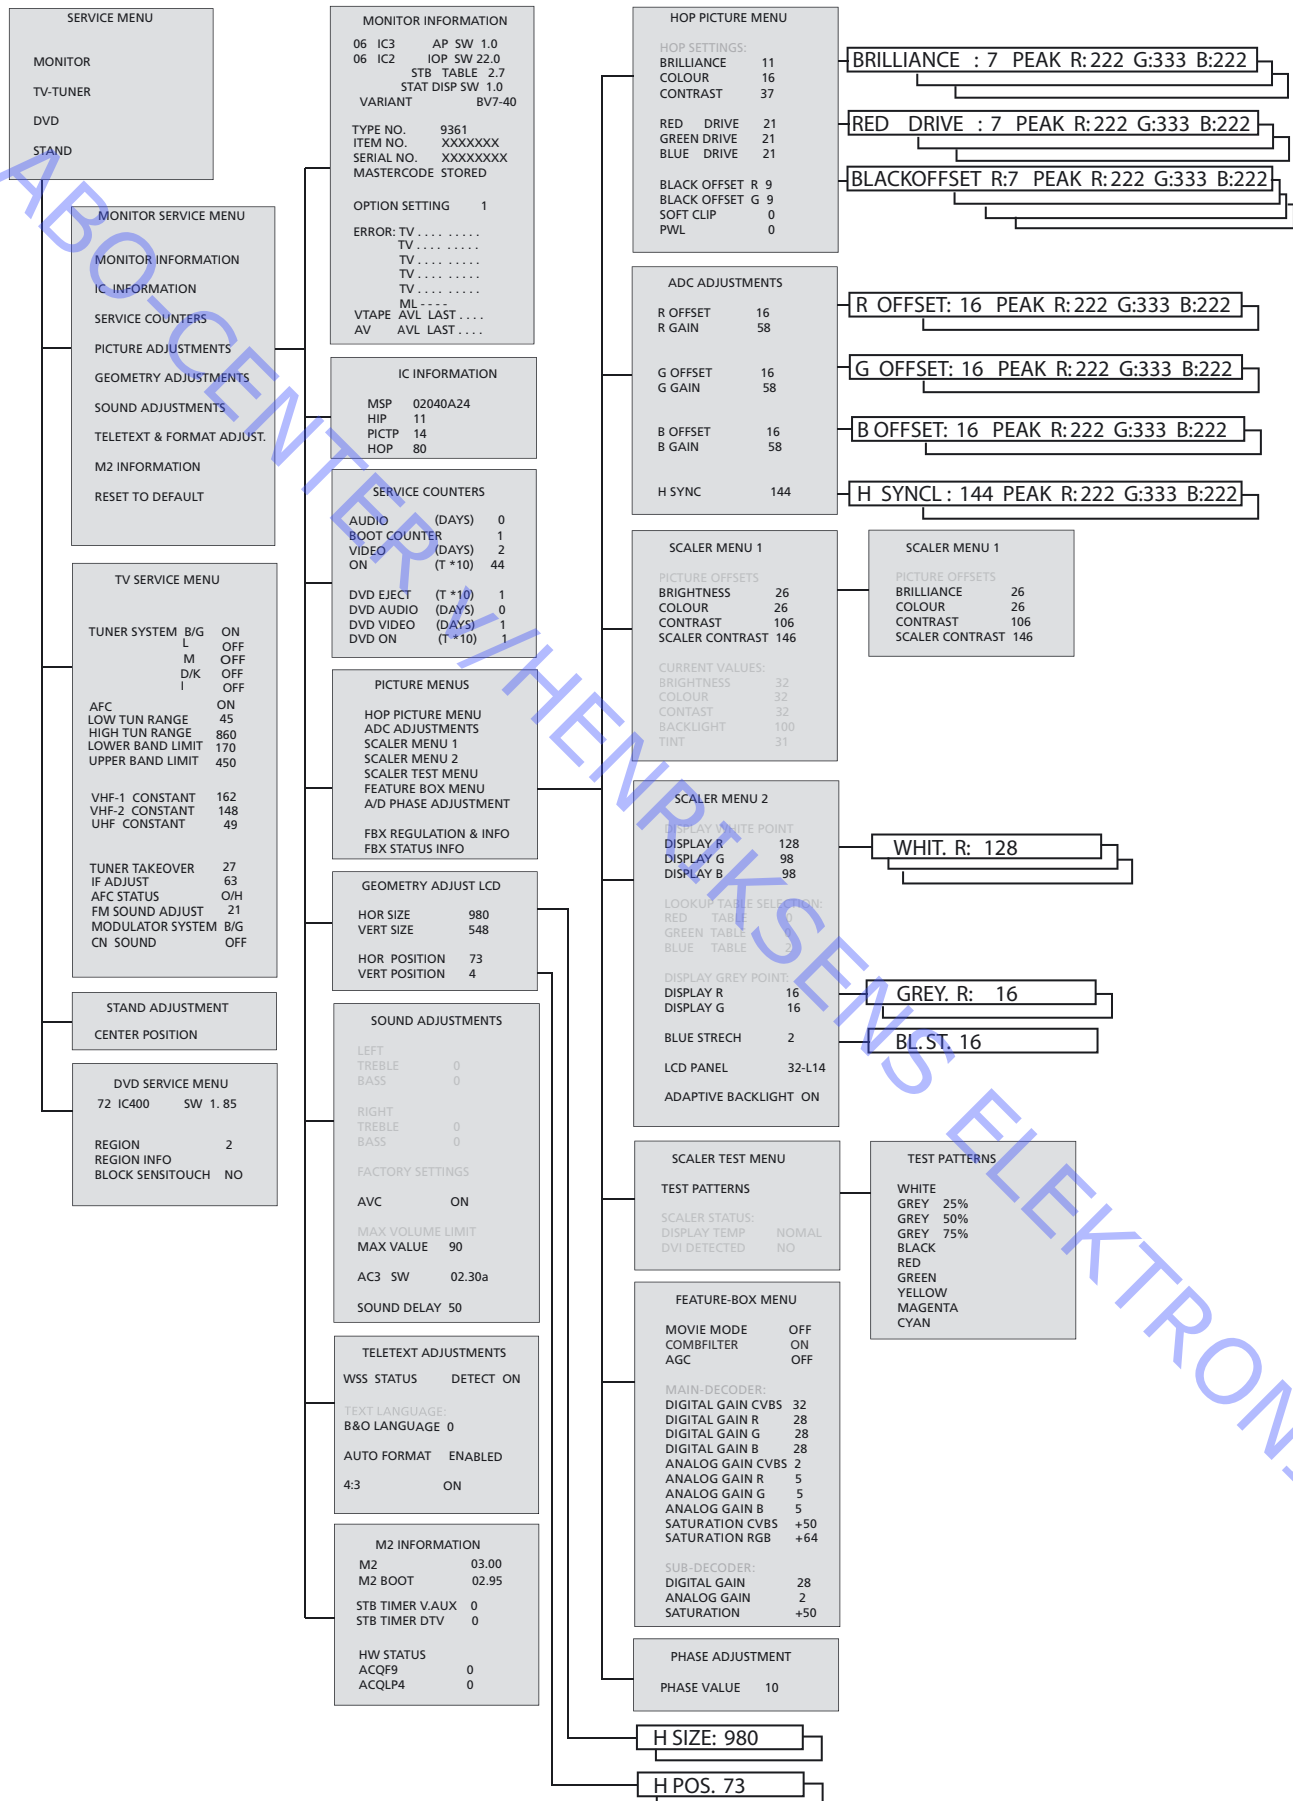 SERVICE MENU
MONITOR
TV-TUNER
DVD
STAND
MONITOR SERVICE MENU
MONITOR INFORMATION
IC INFORMATION
SERVICE COUNTERS
PICTURE ADJUSTMENTS
GEOMETRY ADJUSTMENTS
SOUND ADJUSTMENTS
TELETEXT & FORMAT ADJUST.
M2 INFORMATION
RESET TO DEFAULT
TV SERVICE MENU
TUNER SYSTEM B/G ON
L OFF
M OFF
D/K OFF
I OFF
AFC ON
LOW TUN RANGE 45
HIGH TUN RANGE 860
LOWER BAND LIMIT 170
UPPER BAND LIMIT 450
VHF-1 CONSTANT 162
VHF-2 CONSTANT 148
UHF CONSTANT 49
TUNER TAKEOVER 27
IF ADJUST 63
AFC STATUS O/H
FM SOUND ADJUST 21
MODULATOR SYSTEM B/G
CN SOUND OFF
STAND ADJUSTMENT
CENTER POSITION
DVD SERVICE MENU
72 IC400 SW 1. 85
REGION 2
REGION INFO
BLOCK SENSITOUCH NO
MONITOR INFORMATION
06 IC3 AP SW 1.0
06 IC2 IOP SW 22.0
STB TABLE 2.7
STAT DISP SW 1.0
VARIANT BV7-40
TYPE NO. 9361
ITEM NO. XXXXXXX
SERIAL NO. XXXXXXXX
MASTERCODE STORED
OPTION SETTING 1
ERROR: TV . . . . . . . . .
TV . . . . . . . . .
TV . . . . . . . . .
TV . . . . . . . . .
TV . . . . . . . . .
ML - - - -
VTAPE AVL LAST . . . .
AV AVL LAST . . . .
IC INFORMATION
MSP 02040A24
HIP 11
PICTP 14
HOP 80
SERVICE COUNTERS
AUDIO (DAYS) 0
BOOT COUNTER 1
VIDEO (DAYS) 2
ON (T *10) 44
DVD EJECT (T *10) 1
DVD AUDIO (DAYS) 0
DVD VIDEO (DAYS) 1
DVD ON (T *10) 1
PICTURE MENUS
HOP PICTURE MENU
ADC ADJUSTMENTS
SCALER MENU 1
SCALER MENU 2
SCALER TEST MENU
FEATURE BOX MENU
A/D PHASE ADJUSTMENT
FBX REGULATION & INFO
FBX STATUS INFO
GEOMETRY ADJUST LCD
HOR SIZE 980
VERT SIZE 548
HOR POSITION 73
VERT POSITION 4
SOUND ADJUSTMENTS
LEFT
TREBLE 0
BASS 0
RIGHT
TREBLE 0
BASS 0
FACTORY SETTINGS
AVC ON
MAX VOLUME LIMIT
MAX VALUE 90
AC3 SW 02.30a
SOUND DELAY 50
TELETEXT ADJUSTMENTS
WSS STATUS DETECT ON
TEXT LANGUAGE:
B&O LANGUAGE 0
AUTO FORMAT ENABLED
4:3 ON
M2 INFORMATION
M2 03.00
M2 BOOT 02.95
STB TIMER V.AUX 0
STB TIMER DTV 0
HW STATUS
ACQF9 0
ACQLP4 0
HOP PICTURE MENU
HOP SETTINGS:
BRILLIANCE 11
COLOUR 16
CONTRAST 37
RED DRIVE 21
GREEN DRIVE 21
BLUE DRIVE 21
BLACK OFFSET R 9
BLACK OFFSET G 9
SOFT CLIP 0
PWL 0
BRILLIANCE : 7 PEAK R: 222 G:333 B:222
RED DRIVE : 7 PEAK R: 222 G:333 B:222
BLACKOFFSET R:7 PEAK R: 222 G:333 B:222
ADC ADJUSTMENTS
R OFFSET 16
R GAIN 58
G OFFSET 16
G GAIN 58
B OFFSET 16
B GAIN 58
H SYNC 144
R OFFSET: 16 PEAK R: 222 G:333 B:222
G OFFSET: 16 PEAK R: 222 G:333 B:222
B OFFSET: 16 PEAK R: 222 G:333 B:222
H SYNCL : 144 PEAK R: 222 G:333 B:222
SCALER MENU 1
PICTURE OFFSETS
BRIGHTNESS 26
COLOUR 26
CONTRAST 106
SCALER CONTRAST 146
CURRENT VALUES:
BRIGHTNESS 32
COLOUR 32
CONTAST 32
BACKLIGHT 100
TINT 31
SCALER MENU 1
PICTURE OFFSETS
BRILLIANCE 26
COLOUR 26
CONTRAST 106
SCALER CONTRAST 146
SCALER MENU 2
DISPLAY WHITE POINT
DISPLAY R 128
DISPLAY G 98
DISPLAY B 98
LOOKUP TABLE SELECTION:
RED TABLE 0
GREEN TABLE 0
BLUE TABLE 2
DISPLAY GREY POINT:
DISPLAY R 16
DISPLAY G 16
BLUE STRECH 2
LCD PANEL 32-L14
ADAPTIVE BACKLIGHT ON
WHIT. R: 128
GREY. R: 16
BL. ST. 16
SCALER TEST MENU
TEST PATTERNS
SCALER STATUS:
DISPLAY TEMP NOMAL
DVI DETECTED NO
TEST PATTERNS
WHITE
GREY 25%
GREY 50%
GREY 75%
BLACK
RED
GREEN
YELLOW
MAGENTA
CYAN
FEATURE-BOX MENU
MOVIE MODE OFF
COMBFILTER ON
AGC OFF
MAIN-DECODER:
DIGITAL GAIN CVBS 32
DIGITAL GAIN R 28
DIGITAL GAIN G 28
DIGITAL GAIN B 28
ANALOG GAIN CVBS 2
ANALOG GAIN R 5
ANALOG GAIN G 5
ANALOG GAIN B 5
SATURATION CVBS +50
SATURATION RGB +64
SUB-DECODER:
DIGITAL GAIN 28
ANALOG GAIN 2
SATURATION +50
PHASE ADJUSTMENT
PHASE VALUE 10
H SIZE: 980
H POS. 73
ABO-CENTER v/HENRIKSENS ELEKTRON